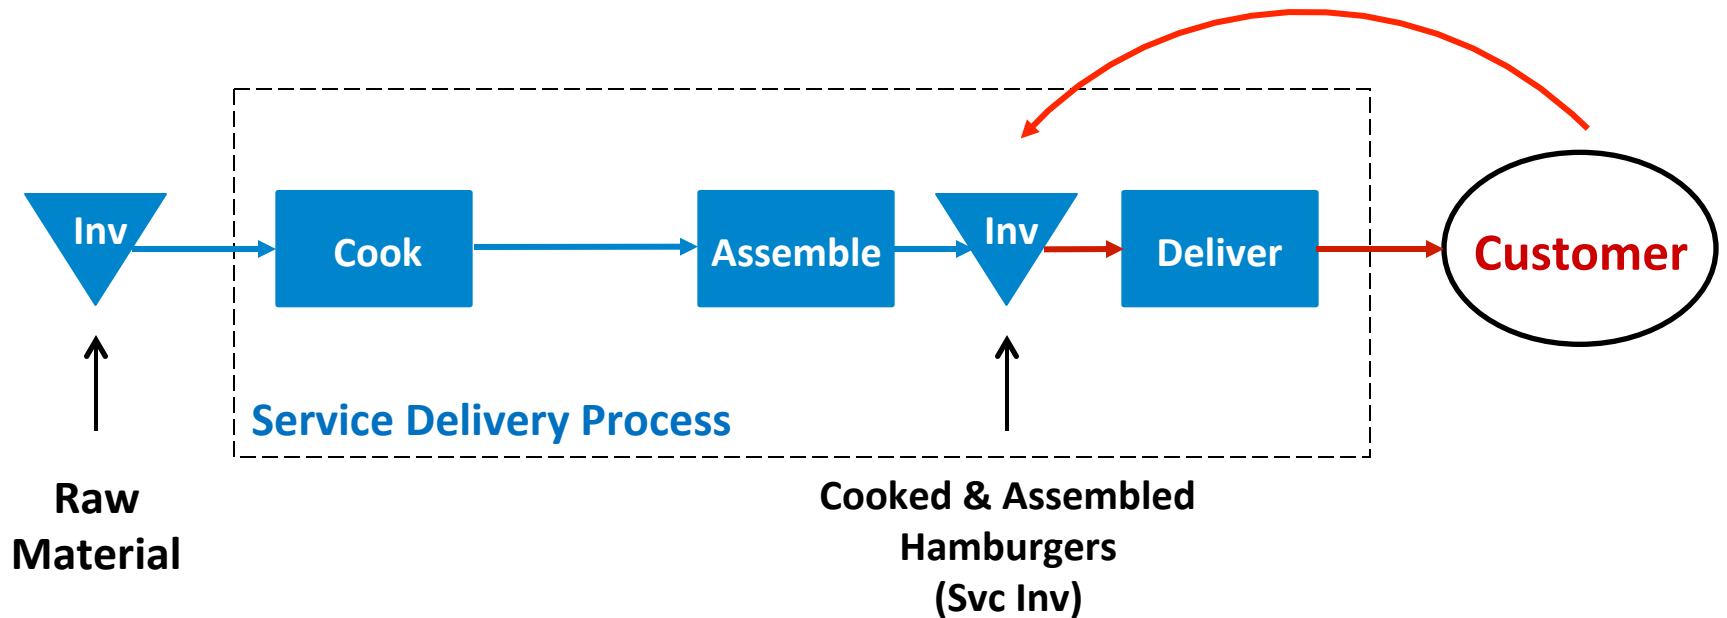 Inv
Cook
Assemble
Inv
Deliver
Customer
Service Delivery Process
Raw
Material
Cooked & Assembled
Hamburgers
(Svc Inv)